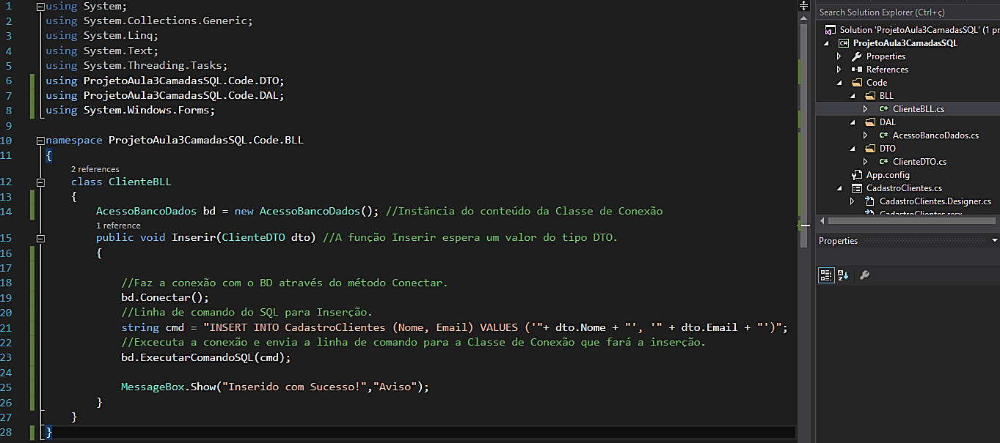 1 using System;
2 using System.Collections.Generic;
3 using System.Linq;
4 using System.Text;
5 using System.Threading.Tasks;
6 using ProjetoAula3CamadasSQL.Code.DTO;
7 using ProjetoAula3CamadasSQL.Code.DAL;
8 using System.Windows.Forms;
9
10 namespace ProjetoAula3CamadasSQL.Code.BLL
11 {
2 references
12 class ClienteBLL
13 {
14 AcessoBancoDados bd = new AcessoBancoDados(); //Instância do conteúdo da Classe de Conexão
1 reference
15 public void Inserir(ClienteDTO dto) //A função Inserir espera um valor do tipo DTO.
16 {
17
18 //Faz a conexão com o BD através do método Conectar.
19 bd.Conectar();
20 //Linha de comando do SQL para Inserção.
21 string cmd = "INSERT INTO CadastroClientes (Nome, Email) VALUES ('"+ dto.Nome + "', '" + dto.Email + "')";
22 //Excecuta a conexão e envia a linha de comando para a Classe de Conexão que fará a inserção.
23 bd.ExecutarComandoSQL(cmd);
24
25 MessageBox.Show("Inserido com Sucesso!","Aviso");
26 }
27 }
28 }
Search Solution Explorer (Ctrl+ç)
Solution 'ProjetoAula3CamadasSQL' (1 pr
C# ProjetoAula3CamadasSQL
Properties
References
Code
BLL
C# ClienteBLL.cs
DAL
C# AcessoBancoDados.cs
DTO
C# ClienteDTO.cs
App.config
CadastroClientes.cs
CadastroClientes.Designer.cs
CadastroClientes.resx
Properties